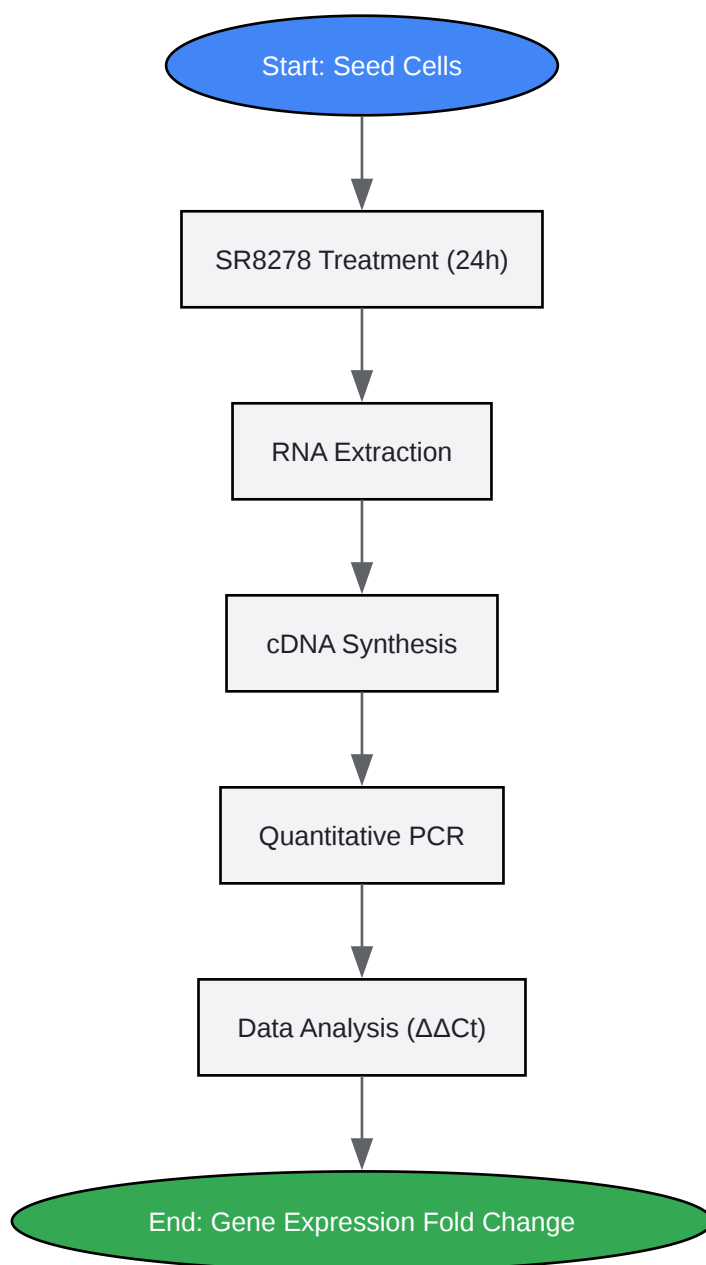 Start: Seed Cells
SR8278 Treatment (24h)
RNA Extraction
cDNA Synthesis
Quantitative PCR
Data Analysis (ΔΔCt)
End: Gene Expression Fold Change